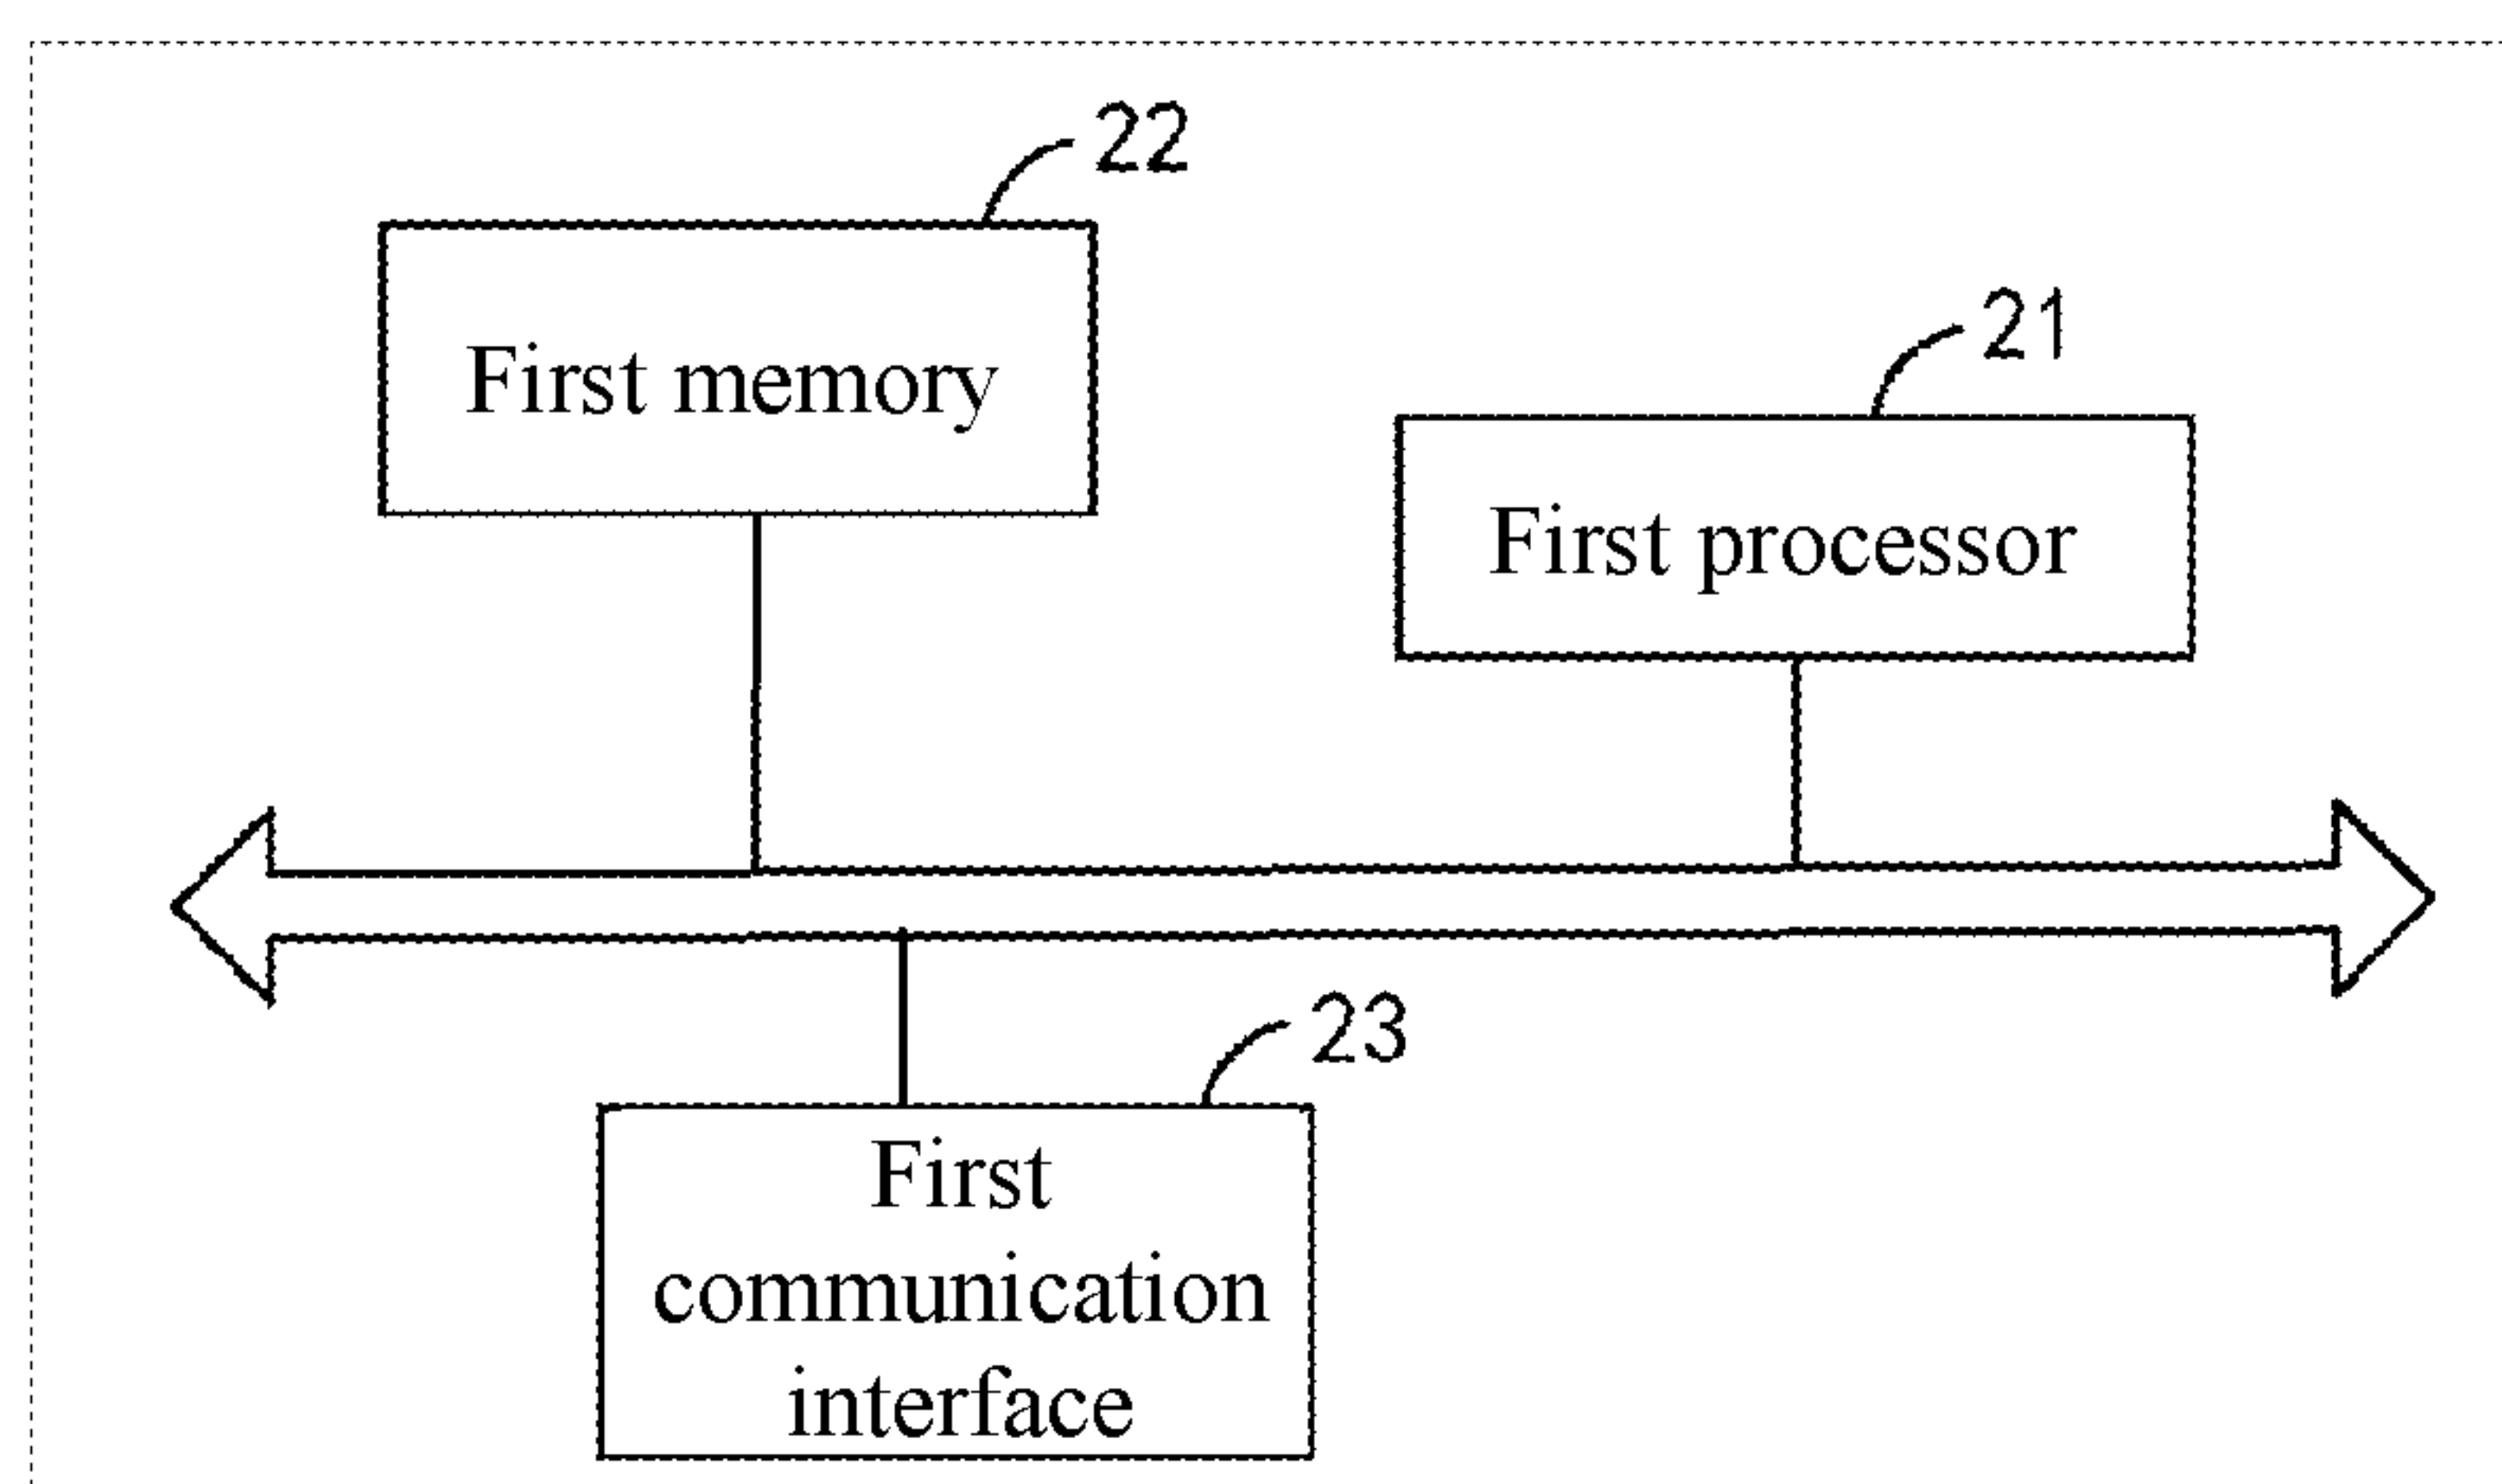 22
First memory
21
First processor
23
First
communication
interface